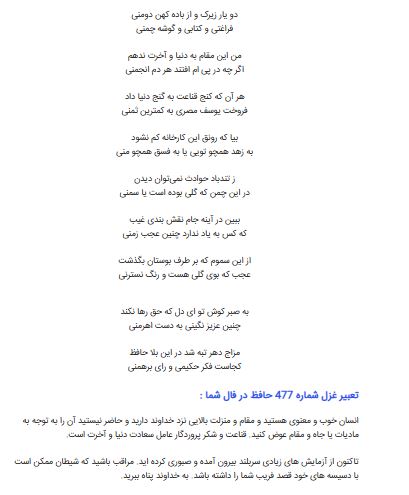 دو یار زیرک و از باده کهن دومنی
فراغتی و کتابی و گوشه چمنی
من این مقام به دنیا و آخرت ندهم
اگر چه در پی ام افتند هر دم انجمنی
هر آن که کنج قناعت به گنج دنیا داد
فروخت یوسف مصری به کمترین ثمنی
بیا که رونق این کارخانه کم نشود
به زهد همچو تویی یا به فسق همچو منی
ز تندباد حوادث نمی‌توان دیدن
در این چمن که گلی بوده است یا سمنی
ببین در آینه جام نقش بندی غیب
که کس به یاد ندارد چنین عجب زمنی
از این سموم که بر طرف بوستان بگذشت
عجب که بوی گلی هست و رنگ نسترنی
به صبر کوش تو ای دل که حق رها نکند
چنین عزیز نگینی به دست اهرمنی
مزاج دهر تبه شد در این بلا حافظ
کجاست فکر حکیمی و رای برهمنی
تعبیر غزل شماره 477 حافظ در فال شما :
انسان خوب و معنوی هستید و مقام و منزلت بالایی نزد خداوند دارید و حاضر نیستید آن را به توجه به
مادیات یا جاه و مقام عوض کنید. قناعت و شکر پروردگار عامل سعادت دنیا و آخرت است.
تاکنون از آزمایش های زیادی سربلند بیرون آمده و صبوری کرده اید. مراقب باشید که شیطان ممکن است
با دسیسه های خود قصد فریب شما را داشته باشد. به خداوند پناه ببرید.